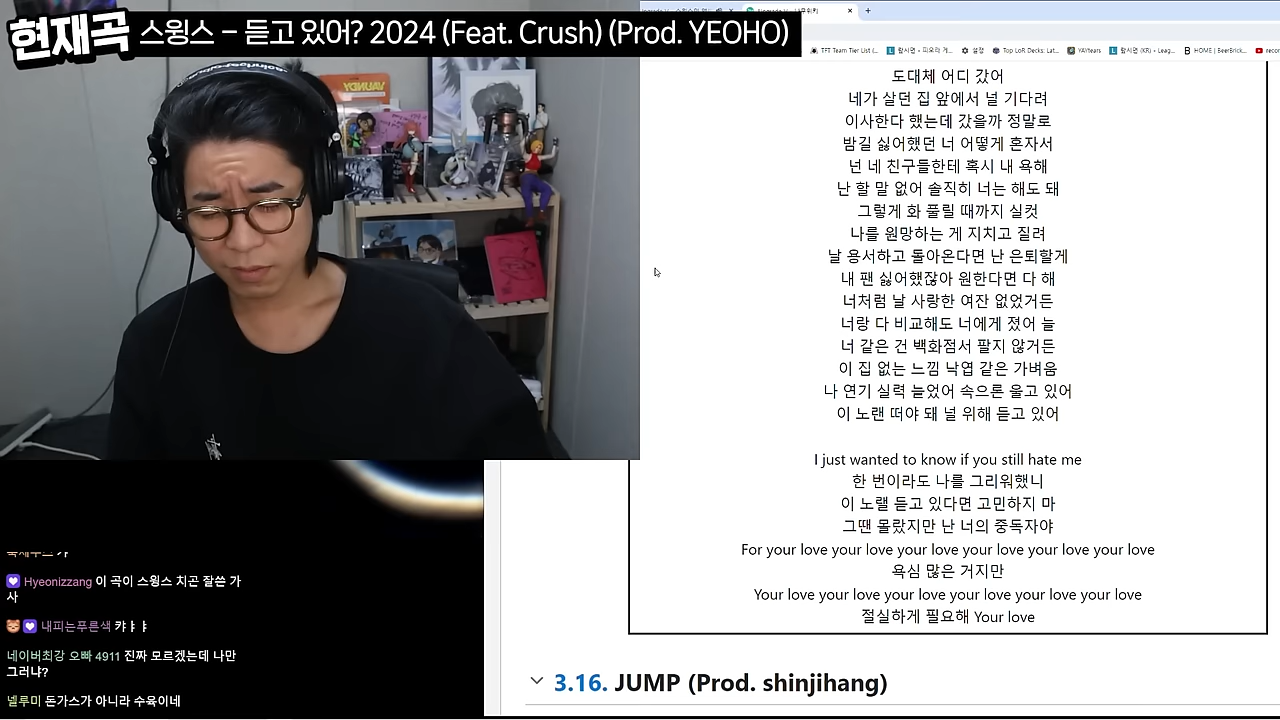 현재곡 스윙스 – 듣고 있어? 2024 (Feat. Crush) (Prod. YEOHO)
TFT Team Tier List (...
설정
Top LoR Decks: Lat...
YAYtears
HOME | BeerBrick...
도대체 어디 갔어
네가 살던 집 앞에서 널 기다려
이사한다 했는데 갔을까 정말로
밤길 싫어했던 너 어떻게 혼자서
넌 네 친구들한테 혹시 내 욕해
난 할 말 없어 솔직히 너는 해도 돼
그렇게 화 풀릴 때까지 실컷
나를 원망하는 게 지치고 질려
날 용서하고 돌아온다면 난 은퇴할게
내 팬 싫어했잖아 원한다면 다 해
너처럼 날 사랑한 여잔 없었거든
너랑 다 비교해도 너에게 졌어 늘
너 같은 건 백화점서 팔지 않거든
이 집 없는 느낌 낙엽 같은 가벼움
나 연기 실력 늘었어 속으론 울고 있어
이 노랜 떠야 돼 널 위해 듣고 있어
I just wanted to know if you still hate me
한 번이라도 나를 그리워했니
이 노랠 듣고 있다면 고민하지 마
그땐 몰랐지만 난 너의 중독자야
For your love your love your love your love your love your love
욕심 많은 거지만
Your love your love your love your love your love your love
절실하게 필요해 Your love
3.16. JUMP (Prod. shinjihang)
Hyeonizzang 이 곡이 스윙스 치곤 잘쓴 가
사
내피는푸른색 캬ㅑㅑ
네이버최강 오빠 4911 진짜 모르겠는데 나만
그러냐?
넬루미 돈가스가 아니라 수육이네